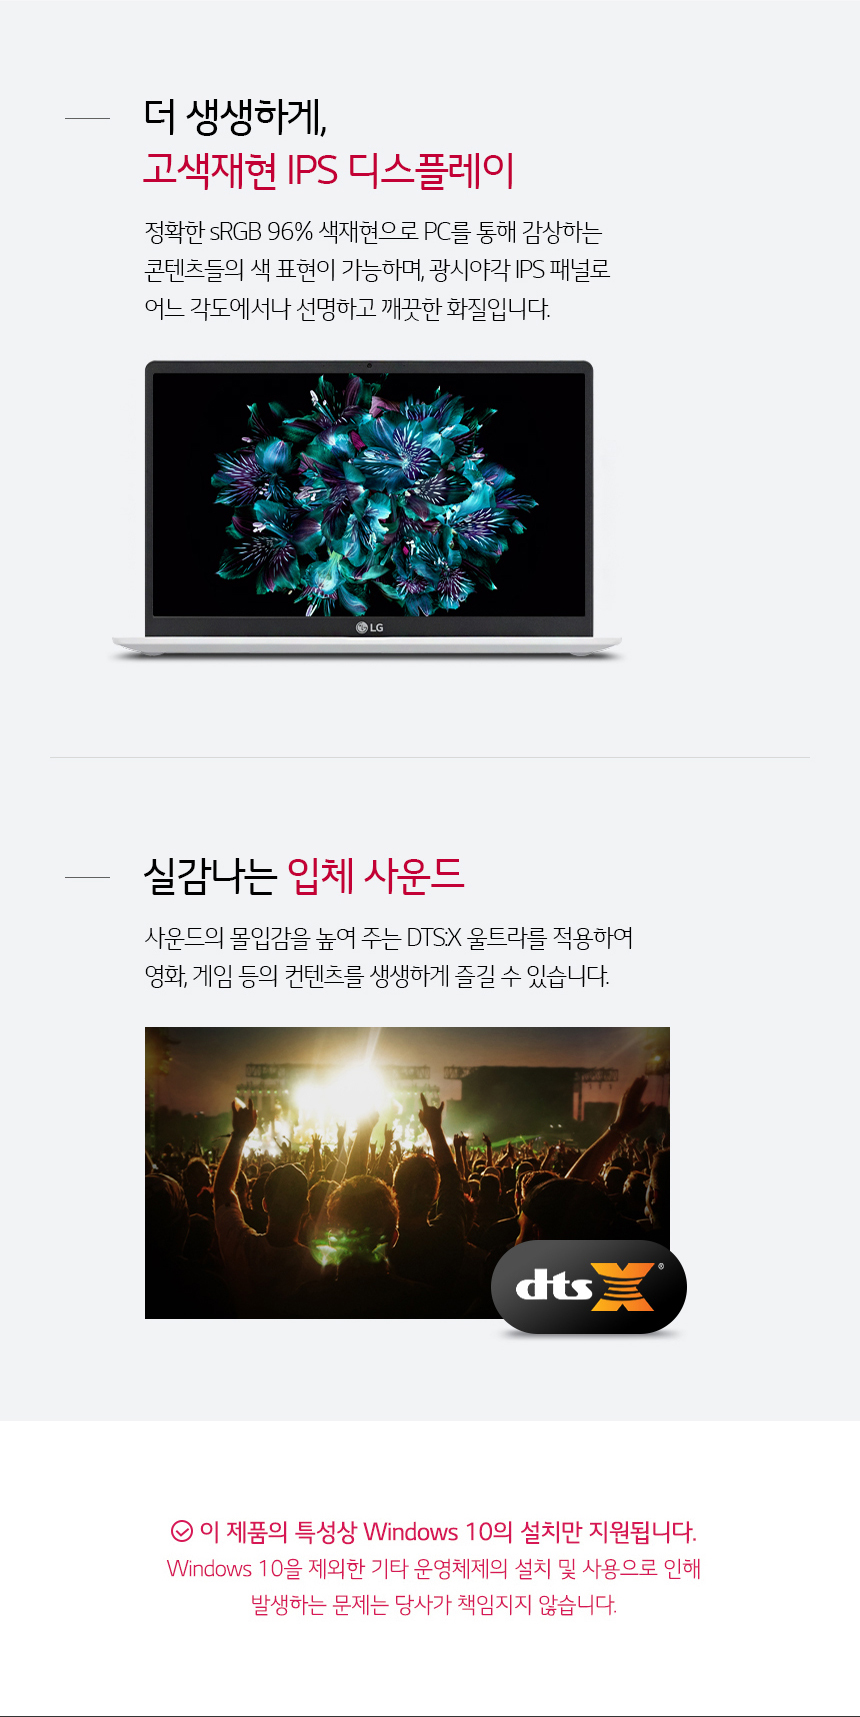 더 생생하게,
고색재현 IPS 디스플레이
정확한 sRGB 96% 색재현으로 PC를 통해 감상하는
콘텐츠들의 색 표현이 가능하며, 광시야각 IPS 패널로
어느 각도에서나 선명하고 깨끗한 화질입니다.
LG
실감나는 입체 사운드
사운드의 몰입감을 높여 주는 DTS:X 울트라를 적용하여
영화, 게임 등의 컨텐츠를 생생하게 즐길 수 있습니다.
dts X®
이 제품의 특성상 Windows 10의 설치만 지원됩니다.
Windows 10을 제외한 기타 운영체제의 설치 및 사용으로 인해
발생하는 문제는 당사가 책임지지 않습니다.